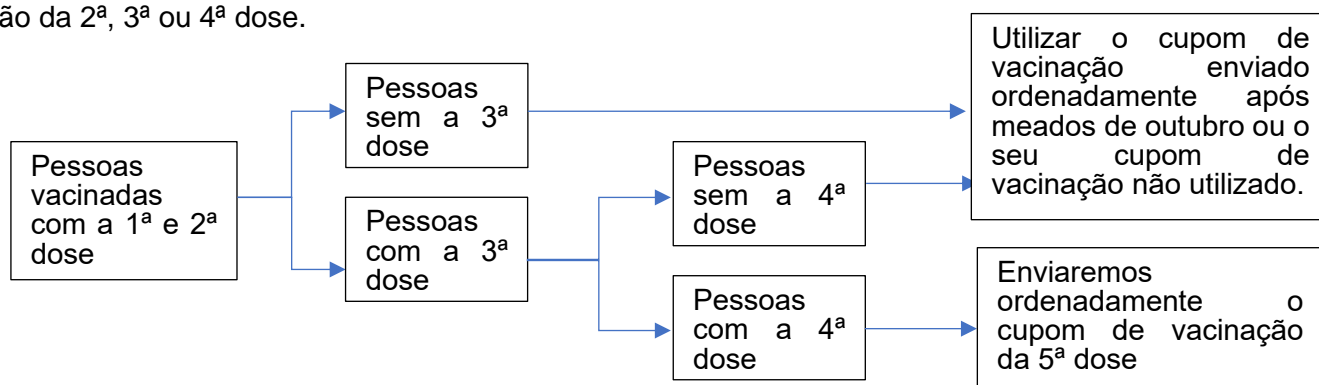 ão da 2ª, 3ª ou 4ª dose.
Pessoas
vacinadas
com a 1ª e 2ª
dose
Pessoas
sem a 3ª
dose
Pessoas
com a 3ª
dose
Pessoas
sem a 4ª
dose
Pessoas
com a 4ª
dose
Utilizar o cupom de
vacinação enviado
ordenadamente após
meados de outubro ou o
seu cupom de
vacinação não utilizado.
Enviaremos
ordenadamente o
cupom de vacinação
da 5ª dose